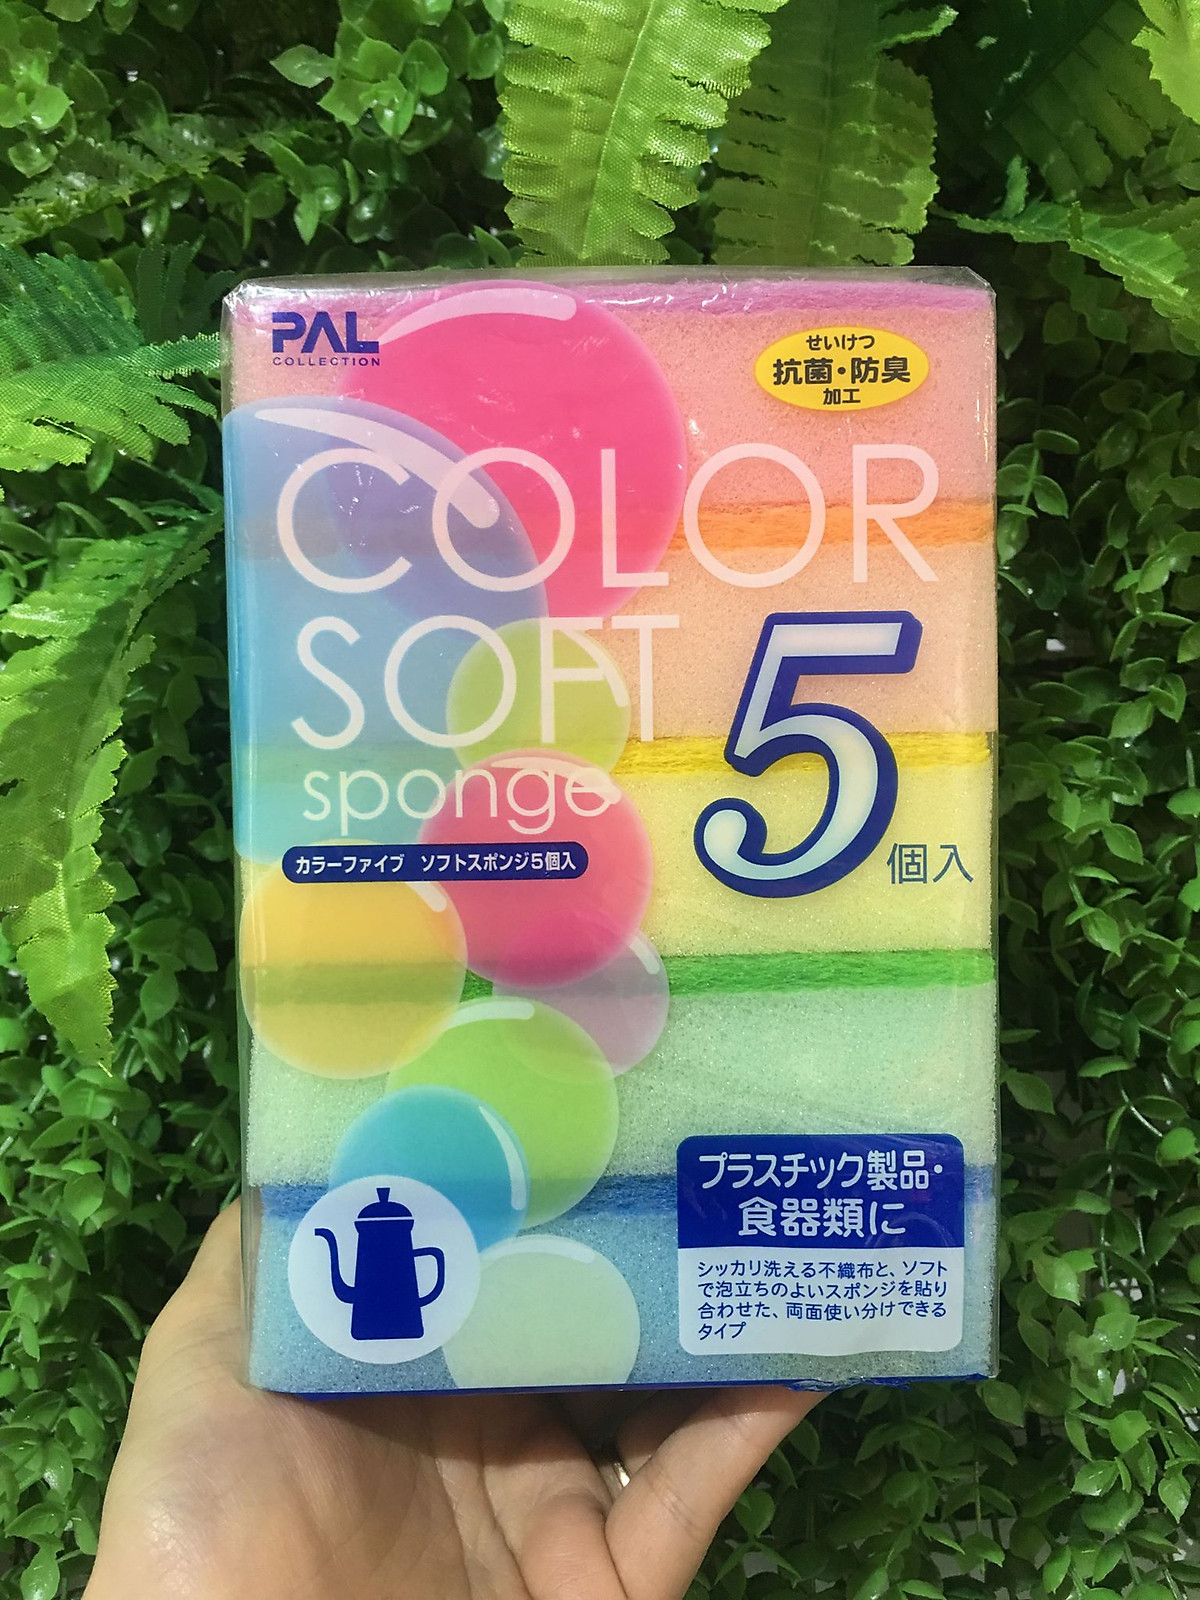 PAL
COLLECTION
せいけつ
抗菌・防臭
加工
COLOR
SOFT
sponge
5
個入
カラーファイブ ソフトスポンジ5個入
プラスチック製品・
食器類に
シッカリ洗える不織布と、ソフト
で泡立ちのよいスポンジを貼り
合わせた、両面使い分けできる
タイプ